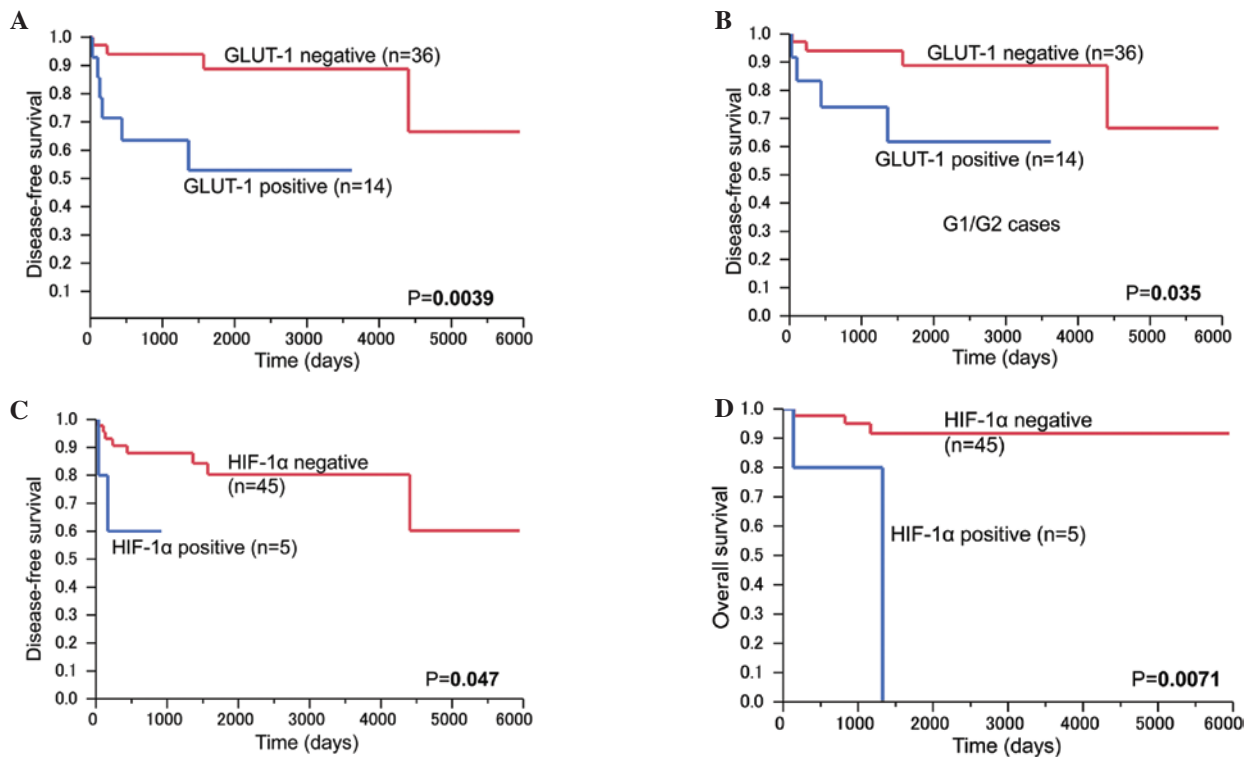 A
Disease-free survival
1.0
0.9
0.8
0.7
0.6
0.5
0.4
0.3
0.2
0.1
GLUT-1 negative (n=36)
GLUT-1 positive (n=14)
P=0.0039
0 1000 2000 3000 4000 5000 6000
Time (days)
B
Disease-free survival
1.0
0.9
0.8
0.7
0.6
0.5
0.4
0.3
0.2
0.1
0.0
GLUT-1 negative (n=36)
GLUT-1 positive (n=14)
G1/G2 cases
P=0.035
0 1000 2000 3000 4000 5000 6000
Time (days)
C
Disease-free survival
1.0
0.9
0.8
0.7
0.6
0.5
0.4
0.3
0.2
0.1
0.0
HIF-1α negative
(n=45)
HIF-1α positive (n=5)
P=0.047
0 1000 2000 3000 4000 5000 6000
Time (days)
D
Overall survival
1.0
0.9
0.8
0.7
0.6
0.5
0.4
0.3
0.2
0.1
0.0
HIF-1α negative
(n=45)
HIF-1α positive (n=5)
P=0.0071
0 1000 2000 3000 4000 5000 6000
Time (days)